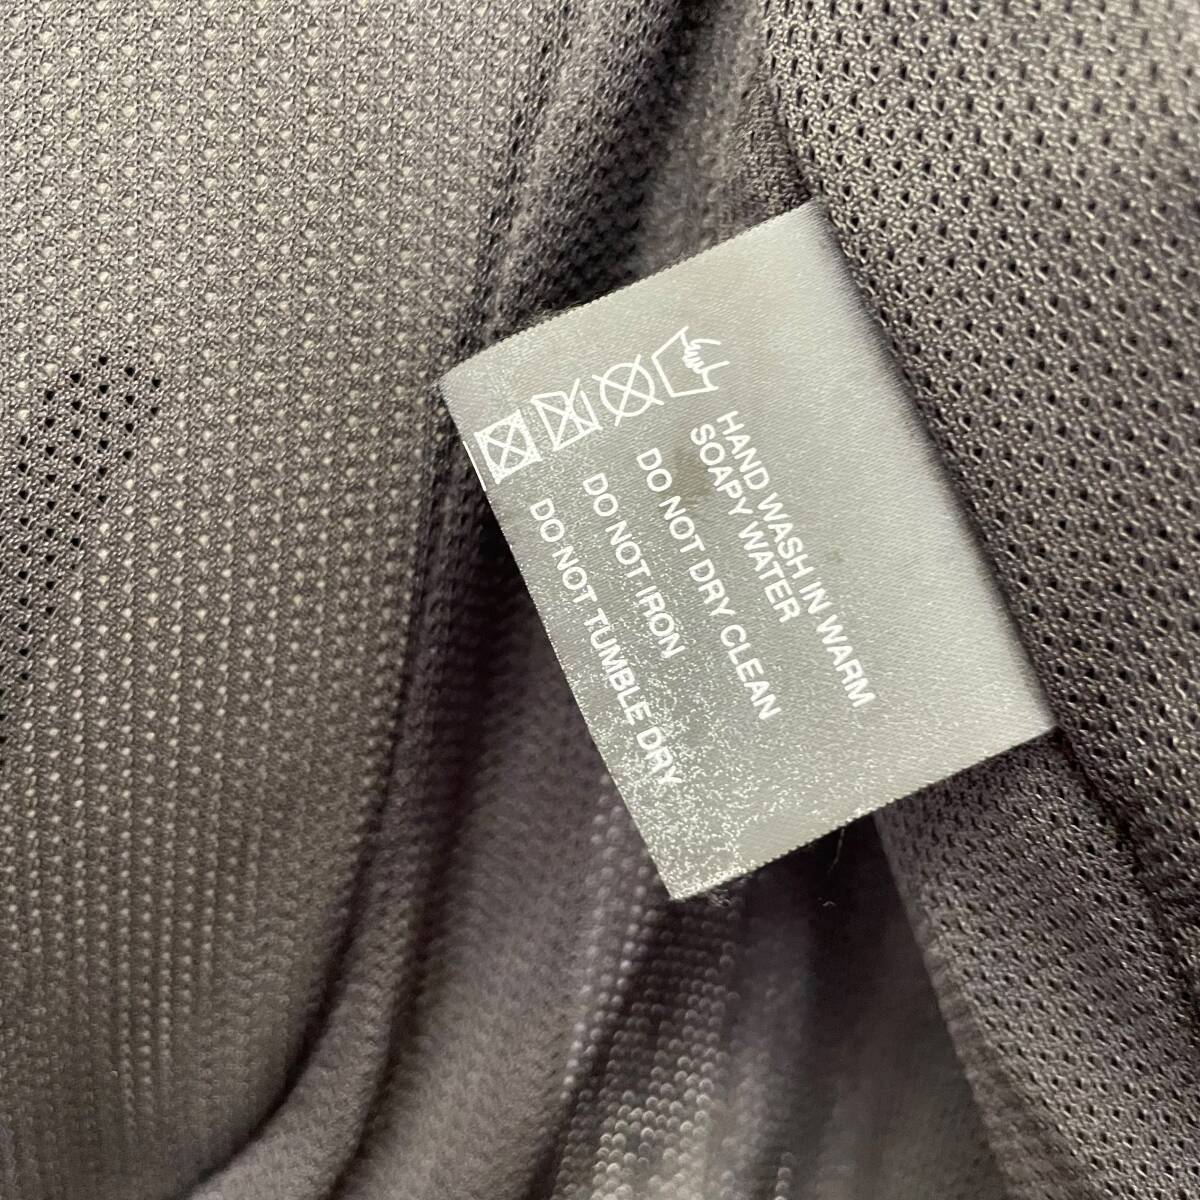 HAND WASH IN WARM
SOAPY WATER
DO NOT DRY CLEAN
DO NOT IRON
DO NOT TUMBLE DRY